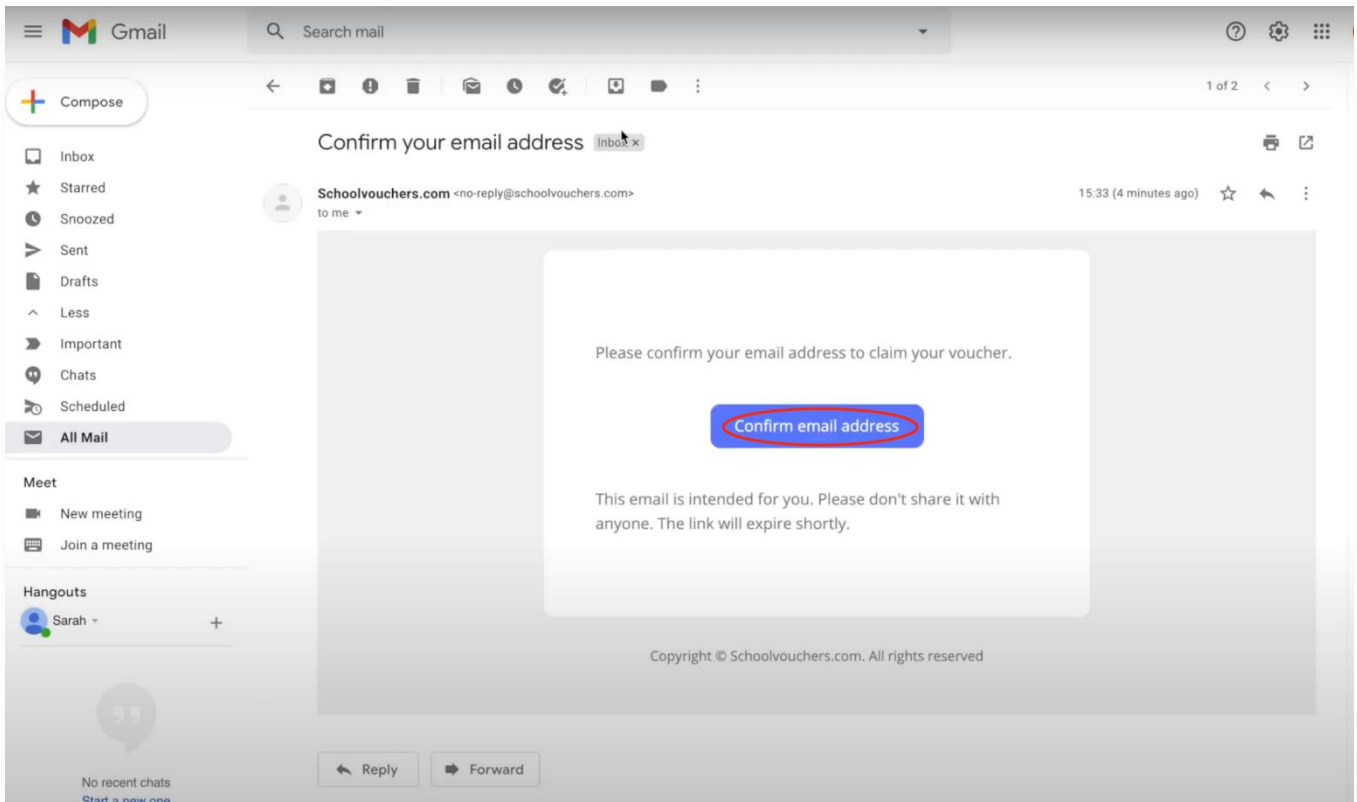 Gmail
Search mail
Compose
1 of 2
Confirm your email address Inbox ×
Inbox
Starred
Snoozed
Sent
Drafts
Less
Important
Chats
Scheduled
All Mail
Meet
New meeting
Join a meeting
Hangouts
Sarah
No recent chats
Start a new one
Schoolvouchers.com <no-reply@schoolvouchers.com>
15:33 (4 minutes ago)
to me
Please confirm your email address to claim your voucher.
Confirm email address
This email is intended for you. Please don't share it with
anyone. The link will expire shortly.
Copyright © Schoolvouchers.com. All rights reserved
Reply
Forward